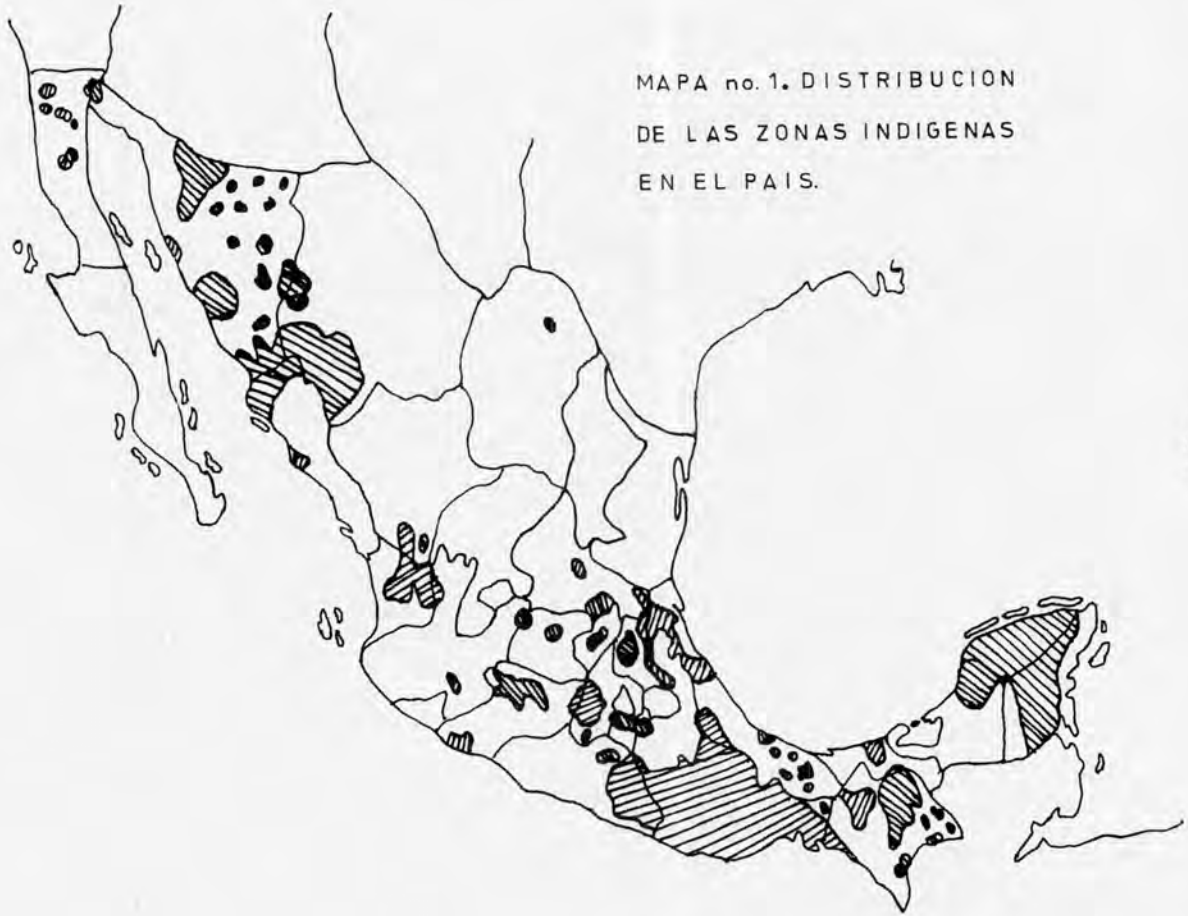 MAPA no. 1. DISTRIBUCION
DE LAS ZONAS INDIGENAS
EN EL PAIS.